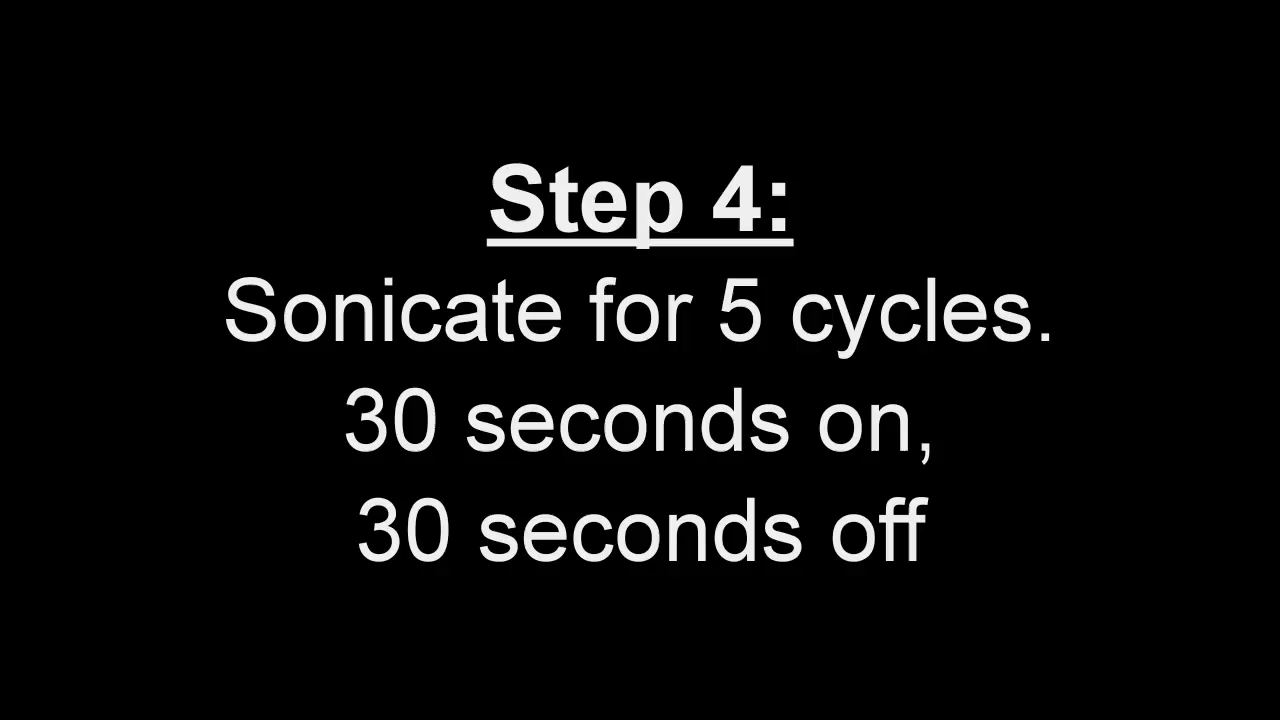 Step 4:
Sonicate for 5 cycles.
30 seconds on,
30 seconds off